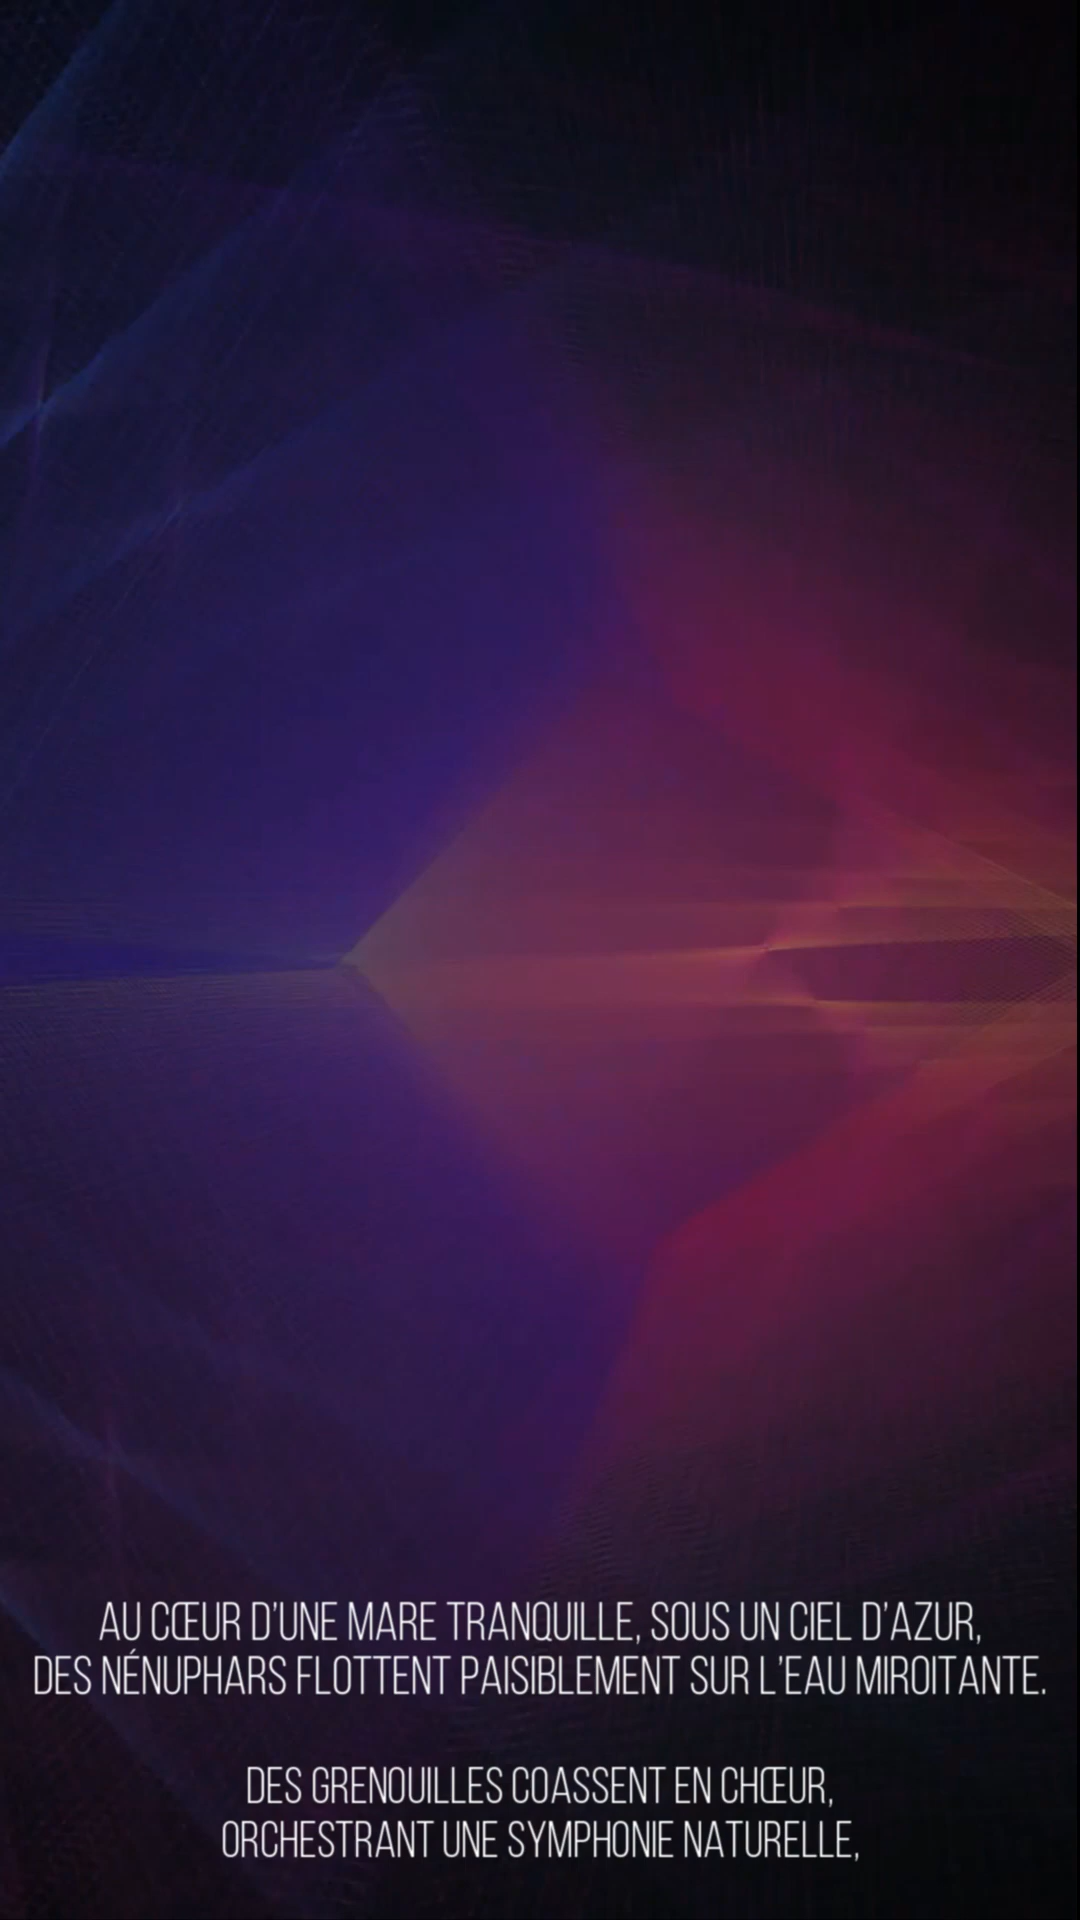 AU CŒUR D’UNE MARE TRANQUILLE, SOUS UN CIEL D’AZUR,
DES NÉNUPHARS FLOTTENT PAISIBLEMENT SUR L’EAU MIROITANTE.
DES GRENOUILLES COASSENT EN CHŒUR,
ORCHESTRANT UNE SYMPHONIE NATURELLE,